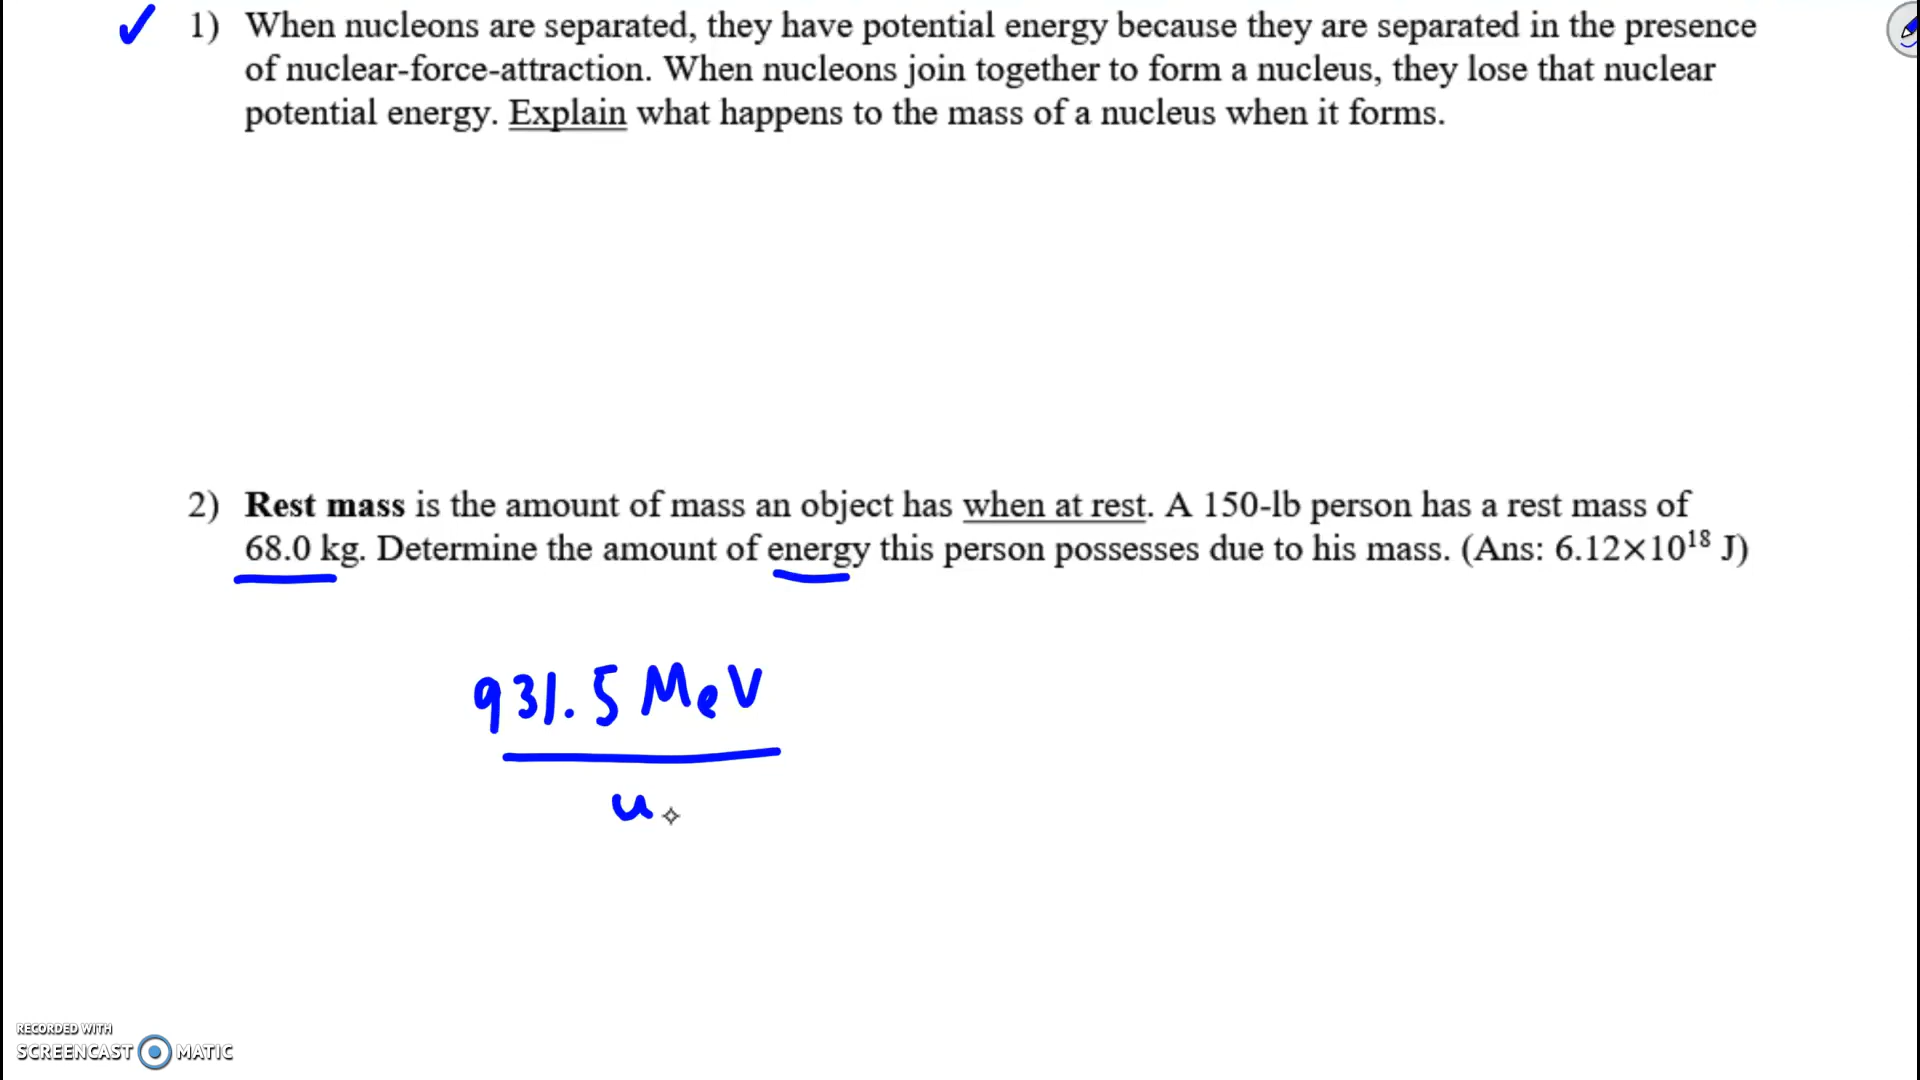 1) When nucleons are separated, they have potential energy because they are separated in the presence
of nuclear-force-attraction. When nucleons join together to form a nucleus, they lose that nuclear
potential energy. Explain what happens to the mass of a nucleus when it forms.
2) Rest mass is the amount of mass an object has when at rest. A 150-lb person has a rest mass of
68.0 kg. Determine the amount of energy this person possesses due to his mass. (Ans: 6.12×10¹⁸ J)
931.5 MeV
u
RECORDED WITH
SCREENCAST MATIC